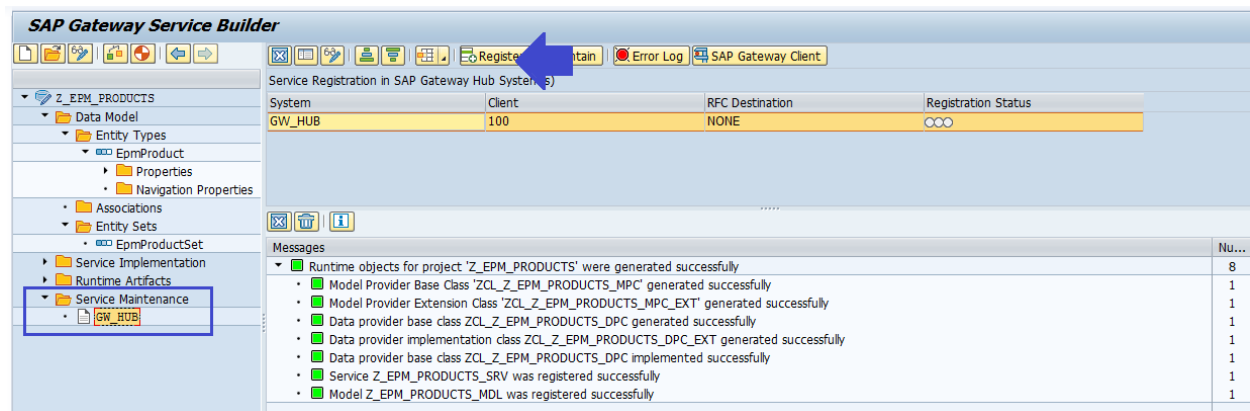 SAP Gateway Service Builder
Registe
tain
Error Log
SAP Gateway Client
Service Registration in SAP Gateway Hub System
s)
Z_EPM_PRODUCTS
Data Model
Entity Types
EpmProduct
Properties
Navigation Properties
Associations
Entity Sets
EpmProductSet
Service Implementation
Runtime Artifacts
Service Maintenance
GW_HUB
System Client RFC Destination Registration Status
GW_HUB 100 NONE
Messages Nu...
Runtime objects for project 'Z_EPM_PRODUCTS' were generated successfully 8
Model Provider Base Class 'ZCL_Z_EPM_PRODUCTS_MPC' generated successfully 1
Model Provider Extension Class 'ZCL_Z_EPM_PRODUCTS_MPC_EXT' generated successfully 1
Data provider base class ZCL_Z_EPM_PRODUCTS_DPC generated successfully 1
Data provider implementation class ZCL_Z_EPM_PRODUCTS_DPC_EXT generated successfully 1
Data provider base class ZCL_Z_EPM_PRODUCTS_DPC implemented successfully 1
Service Z_EPM_PRODUCTS_SRV was registered successfully 1
Model Z_EPM_PRODUCTS_MDL was registered successfully 1